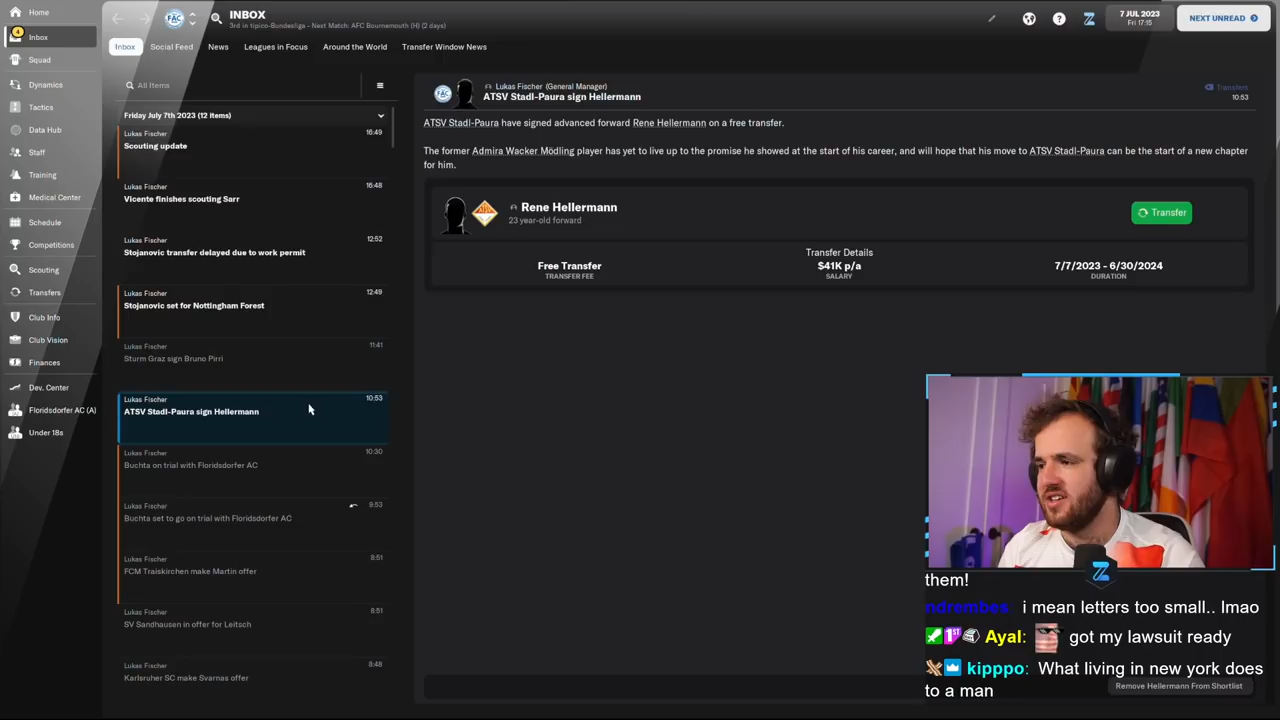 Home
4
Inbox
Squad
Dynamics
Tactics
Data Hub
Staff
Training
Medical Center
Schedule
Competitions
Scouting
Transfers
Club Info
Club Vision
Finances
Dev. Center
Floridsdorfer AC (A)
Under 18s
FAC
INBOX
3rd in tipico-Bundesliga - Next Match: AFC Bournemouth (H) (2 days)
?
Z
7 JUL 2023
Fri 17:15
NEXT UNREAD
Inbox
Social Feed
News
Leagues in Focus
Around the World
Transfer Window News
All Items
Friday July 7th 2023 (12 Items)
Lukas Fischer 16:49
Scouting update
Lukas Fischer 16:48
Vicente finishes scouting Sarr
Lukas Fischer 12:52
Stojanovic transfer delayed due to work permit
Lukas Fischer 12:49
Stojanovic set for Nottingham Forest
Lukas Fischer 11:41
Sturm Graz sign Bruno Pirri
Lukas Fischer 10:53
ATSV Stadl-Paura sign Hellermann
Lukas Fischer 10:30
Buchta on trial with Floridsdorfer AC
Lukas Fischer 9:53
Buchta set to go on trial with Floridsdorfer AC
Lukas Fischer 8:51
FCM Traiskirchen make Martin offer
Lukas Fischer 8:51
SV Sandhausen in offer for Leitsch
Lukas Fischer 8:48
Karlsruher SC make Svarnas offer
FAC
Lukas Fischer (General Manager)
ATSV Stadl-Paura sign Hellermann
Transfers
10:53
ATSV Stadl-Paura have signed advanced forward Rene Hellermann on a free transfer.
The former Admira Wacker Mödling player has yet to live up to the promise he showed at the start of his career, and will hope that his move to ATSV Stadl-Paura can be the start of a new chapter
for him.
Rene Hellermann
23 year-old forward
Transfer
Transfer Details
Free Transfer
TRANSFER FEE
$41K p/a
SALARY
7/7/2023 - 6/30/2024
DURATION
Z
them!
ndrembes: i mean letters too small.. lmao
1ST Ayal: got my lawsuit ready
kipppo: What living in new york does
to a man
Remove Hellermann From Shortlist